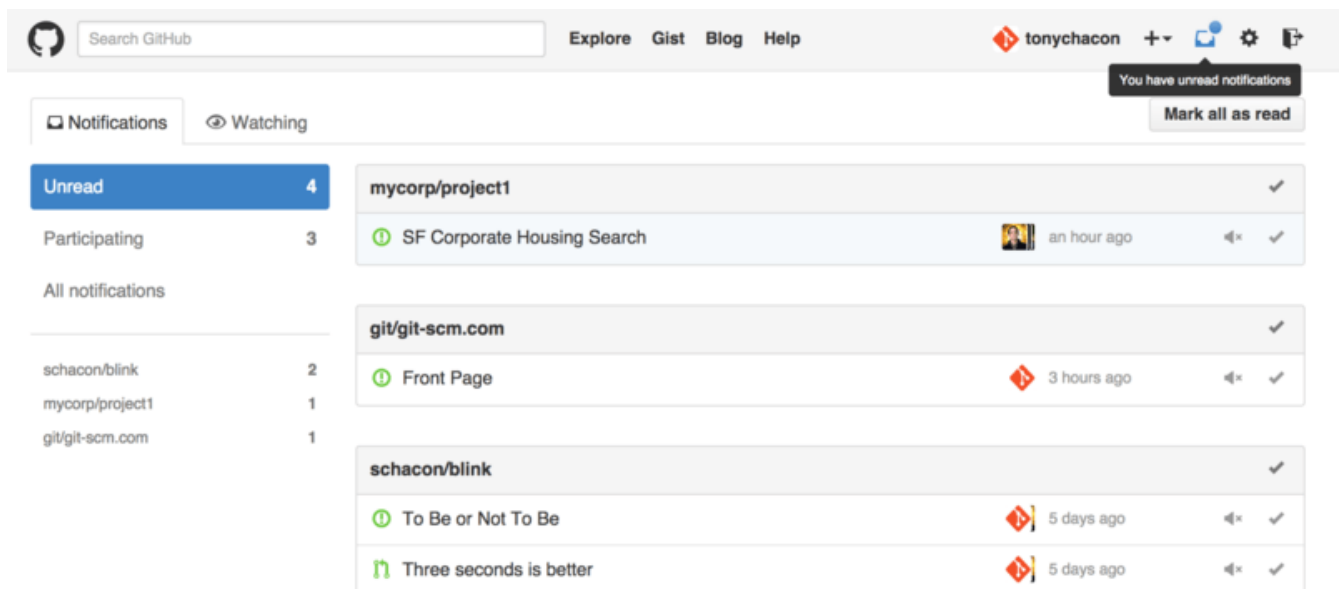 Search GitHub Explore Gist Blog Help tonychacon
You have unread notifications
Notifications Watching Mark all as read
Unread 4
Participating 3
All notifications
schacon/blink 2
mycorp/project1 1
git/git-scm.com 1
mycorp/project1
SF Corporate Housing Search an hour ago
git/git-scm.com
Front Page 3 hours ago
schacon/blink
To Be or Not To Be 5 days ago
Three seconds is better 5 days ago